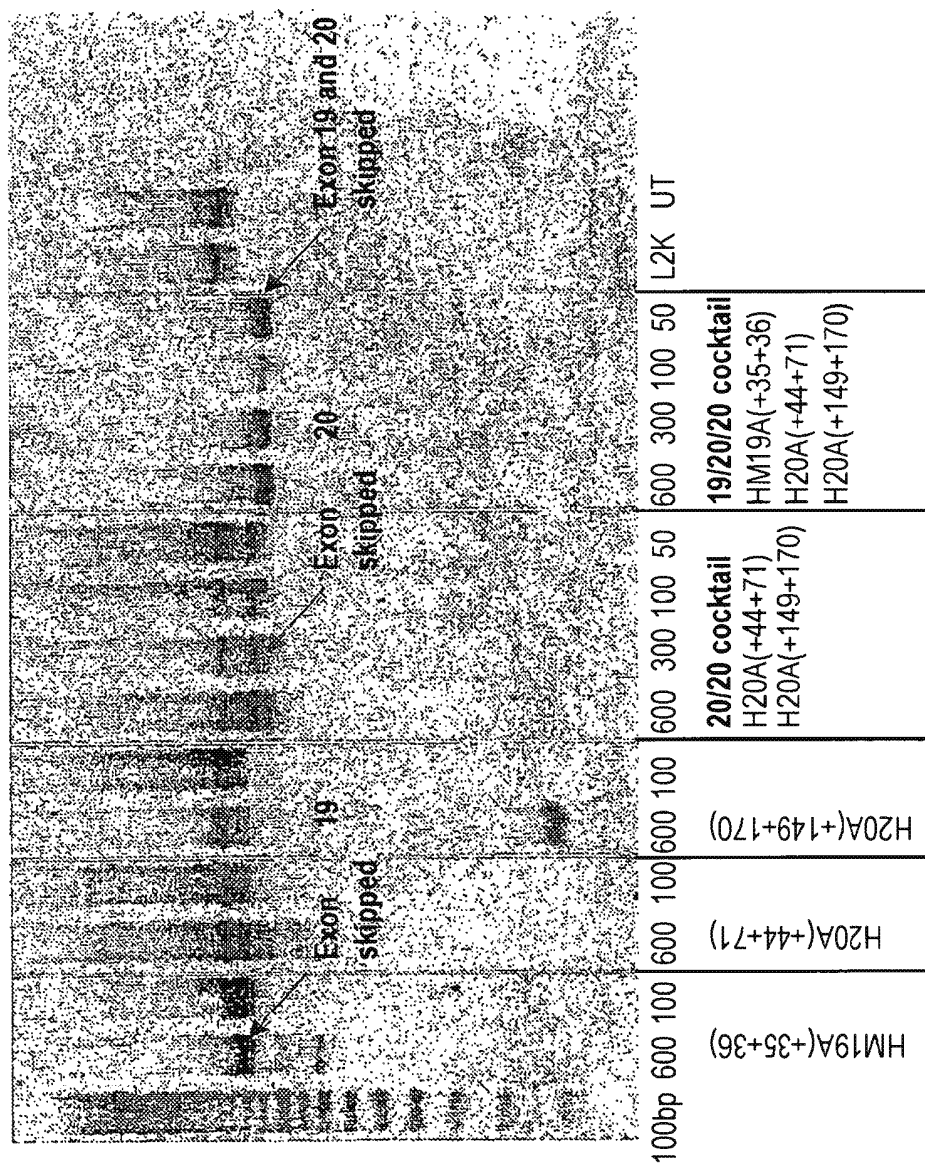 Exon 19
skipped
Exon 20
skipped
Exon 19 and 20
skipped
100bp 600 100 600 100 600 100 600 300 100 50 600 300 100 50 L2K UT
HM19A(+35+36)
H20A(+44+71)
H20A(+149+170)
20/20 cocktail
H20A(+44+71)
H20A(+149+170)
19/20/20 cocktail
HM19A(+35+36)
H20A(+44+71)
H20A(+149+170)